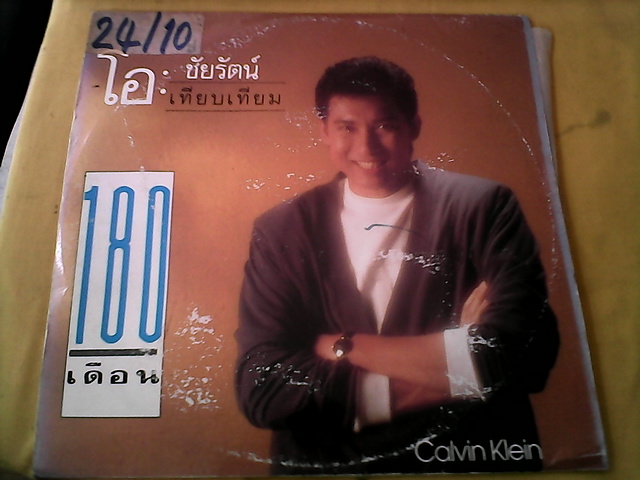 24/10
โอ: ชัยรัตน์
เทียบเทียม
180
เดือน
Calvin Klein